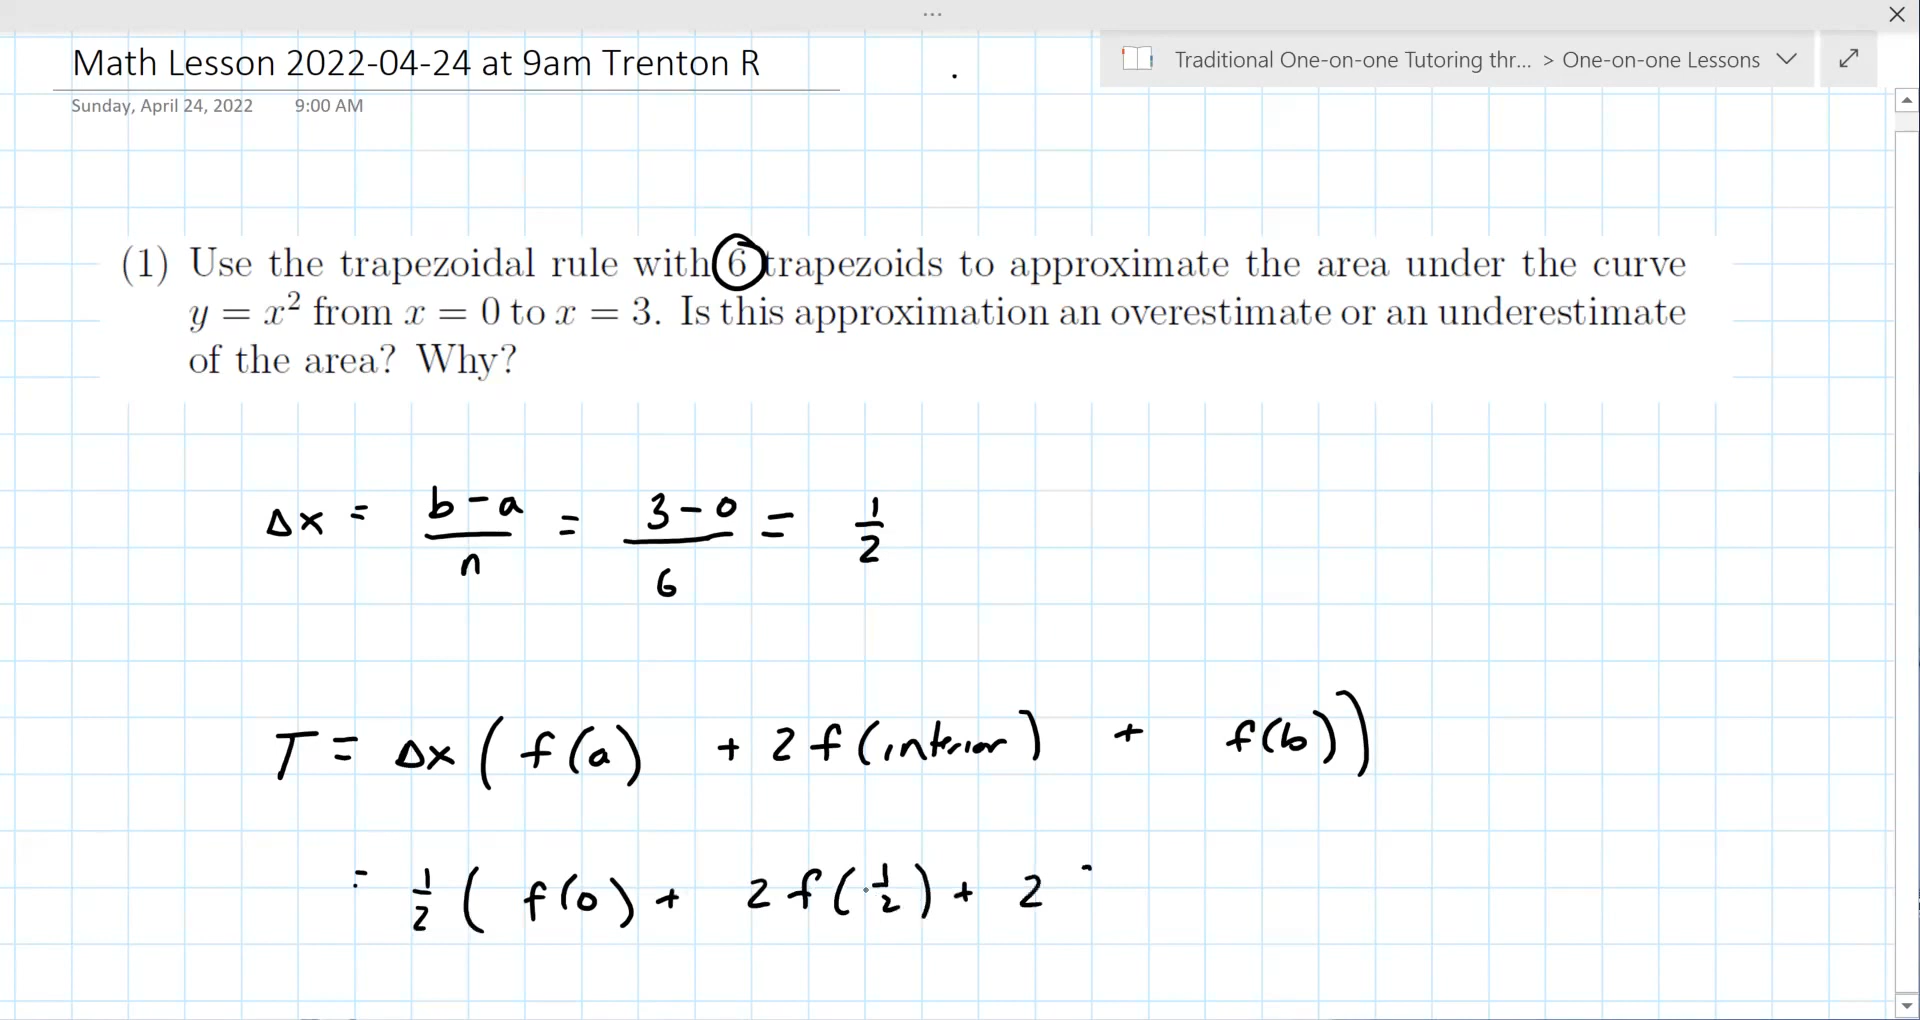 ...
Math Lesson 2022-04-24 at 9am Trenton R
Traditional One-on-one Tutoring thr... > One-on-one Lessons
Sunday, April 24, 2022 9:00 AM
(1) Use the trapezoidal rule with 6 trapezoids to approximate the area under the curve
y = x² from x = 0 to x = 3. Is this approximation an overestimate or an underestimate
of the area? Why?
Δx = (b - a)/n = (3 - 0)/6 = 1/2
T = Δx ( f(a) + 2 f(interior) + f(b))
= 1/2 ( f(0) + 2 f(1/2) + 2